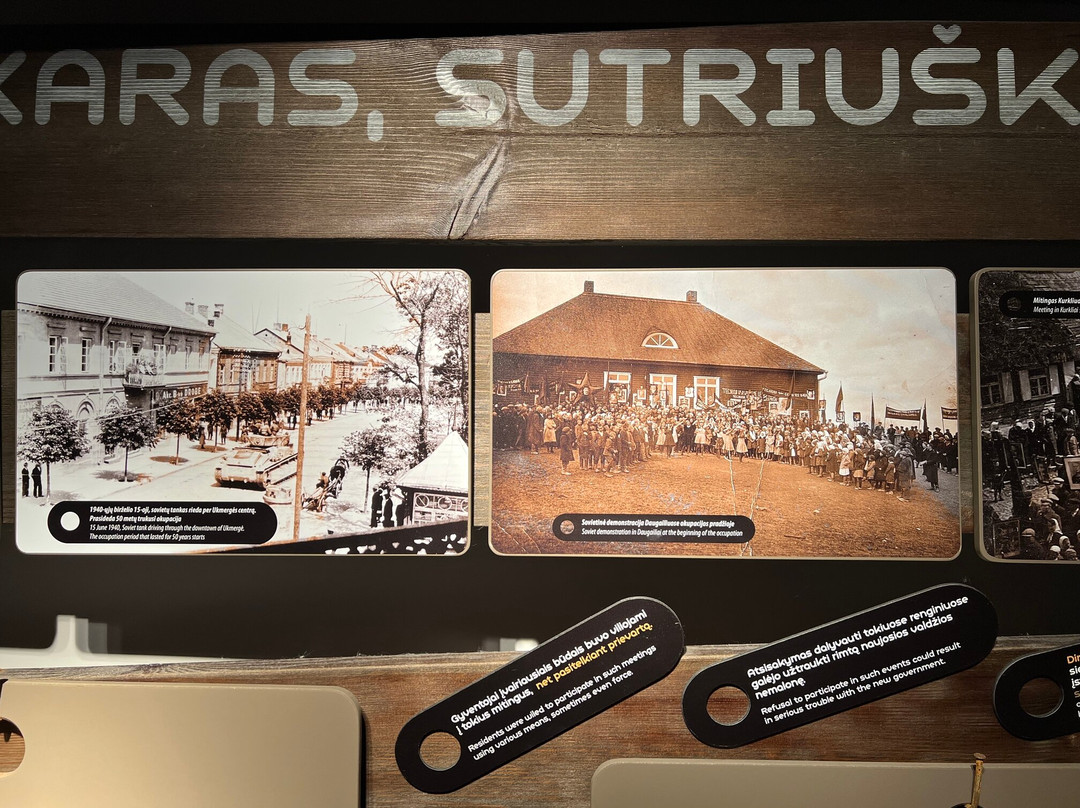 KARAS, SUTRIUŠK
1940-ųjų birželio 15-oji, sovietų tankas rieda per Ukmergės centrą.
Prasideda 50 metų trukusi okupacija
15 June 1940, Soviet tank driving through the downtown of Ukmergė.
The occupation period that lasted for 50 years starts
Sovietinė demonstracija Daugailiuose okupacijos pradžioje
Soviet demonstration in Daugailiai at the beginning of the occupation
Mitingas Kurkliuo
Meeting in Kurkliai
Gyventojai įvairiausiais būdais buvo viliojami
į tokius mitingus, net pasitelkiant prievartą.
Residents were wiled to participate in such meetings
using various means, sometimes even force.
Atsisakymas dalyvauti tokiuose renginiuose
galėjo užtraukti rimtą naujosios valdžios
nemalonę.
Refusal to participate in such events could result
in serious trouble with the new government.